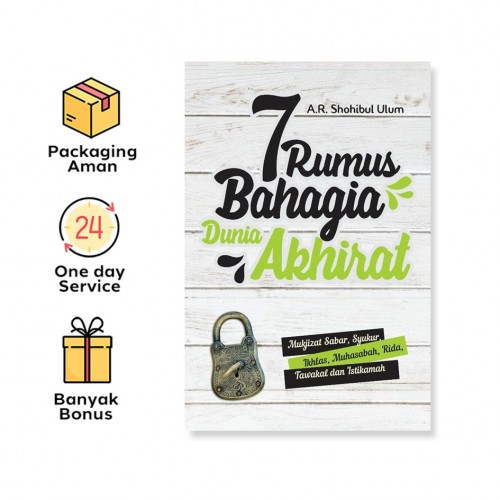 Packaging
Aman
24
One day
Service
Banyak
Bonus
A.R. Shohibul Ulum
7 Rumus
Bahagia
Dunia
Akhirat
Mukjizat Sabar, Syukur,
Ikhlas, Muhasabah, Rida,
Tawakal dan Istikamah